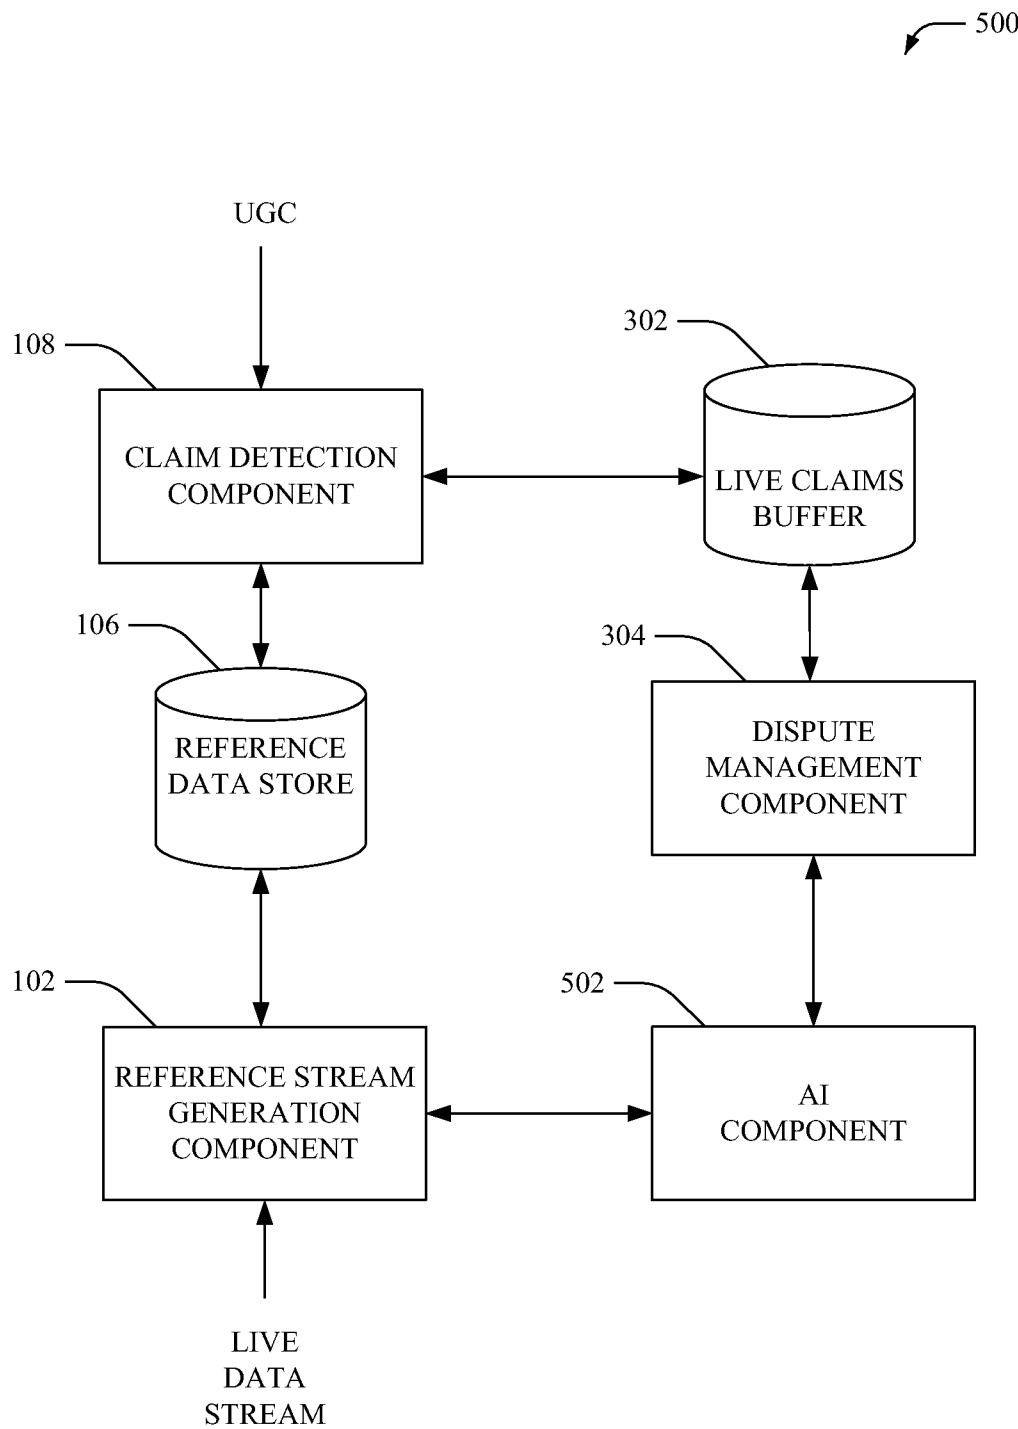 500
UGC
108
302
CLAIM DETECTION
COMPONENT
LIVE CLAIMS
BUFFER
106
304
REFERENCE
DATA STORE
DISPUTE
MANAGEMENT
COMPONENT
102
502
REFERENCE STREAM
GENERATION
COMPONENT
AI
COMPONENT
LIVE
DATA
STREAM